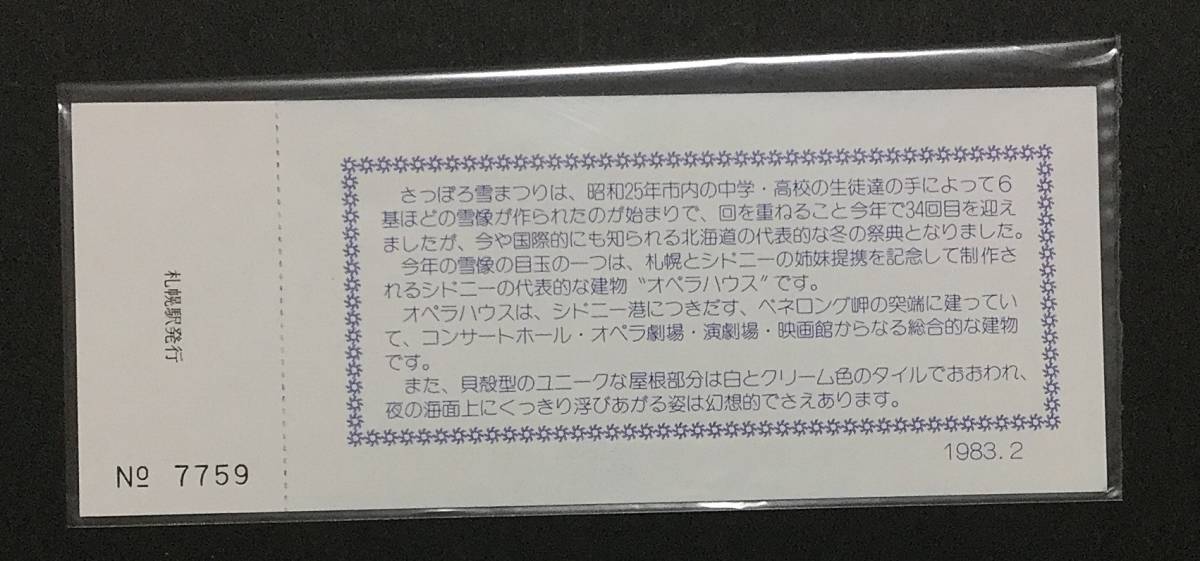 札幌駅発行
№ 7759
さっぽろ雪まつりは、昭和25年市内の中学・高校の生徒達の手によって6
基ほどの雪像が作られたのが始まりで、回を重ねること今年で34回目を迎え
ましたが、今や国際的にも知られる北海道の代表的な冬の祭典となりました。
今年の雪像の目玉の一つは、札幌とシドニーの姉妹提携を記念して制作さ
れるシドニーの代表的な建物〝オペラハウス〟です。
オペラハウスは、シドニー港につきだす、ベネロング岬の突端に建ってい
て、コンサートホール・オペラ劇場・演劇場・映画館からなる総合的な建物
です。
また、貝殻型のユニークな屋根部分は白とクリーム色のタイルでおおわれ、
夜の海面上にくっきり浮びあがる姿は幻想的でさえあります。
1983.2